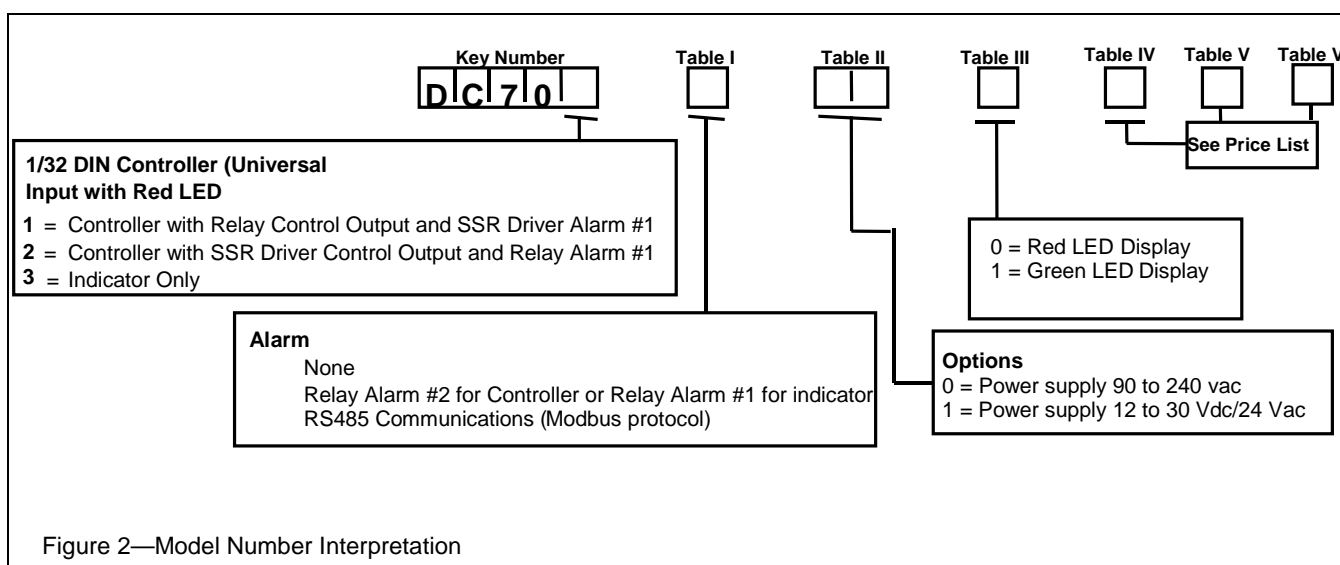 Key Number Table I Table II Table III Table IV Table V Table V
D C 7 0
See Price List
1/32 DIN Controller (Universal
Input with Red LED
1 = Controller with Relay Control Output and SSR Driver Alarm #1
2 = Controller with SSR Driver Control Output and Relay Alarm #1
3 = Indicator Only
0 = Red LED Display
1 = Green LED Display
Alarm
None
Relay Alarm #2 for Controller or Relay Alarm #1 for indicator
RS485 Communications (Modbus protocol)
Options
0 = Power supply 90 to 240 vac
1 = Power supply 12 to 30 Vdc/24 Vac
Figure 2—Model Number Interpretation